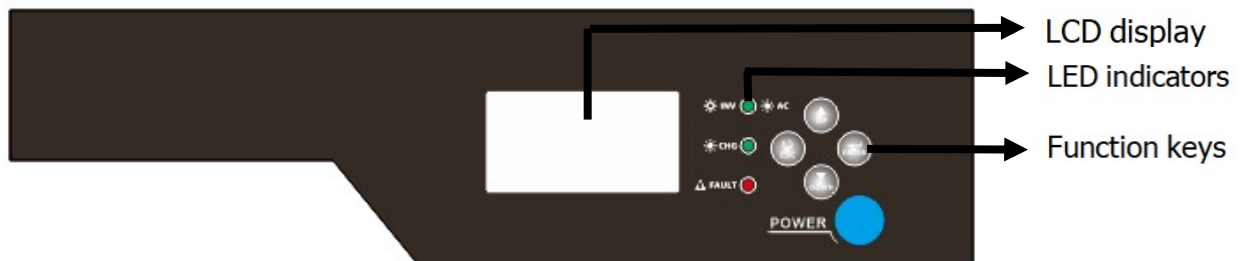 LCD display
LED indicators
INV AC
CHG
Function keys
FAULT
POWER